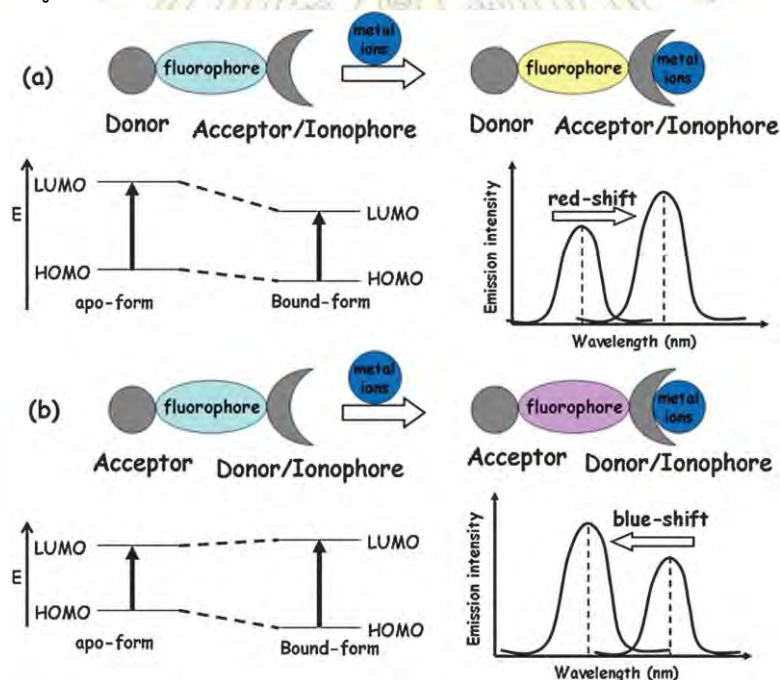 metal ions
(a) fluorophore fluorophore metal ions
Donor Acceptor/Ionophore Donor Acceptor/Ionophore
E
LUMO LUMO
HOMO HOMO
apo-form Bound-form
Emission intensity
red-shift
Wavelength (nm)
metal ions
(b) fluorophore fluorophore metal ions
Acceptor Donor/Ionophore Acceptor Donor/Ionophore
E
LUMO LUMO
HOMO HOMO
apo-form Bound-form
Emission intensity
blue-shift
Wavelength (nm)